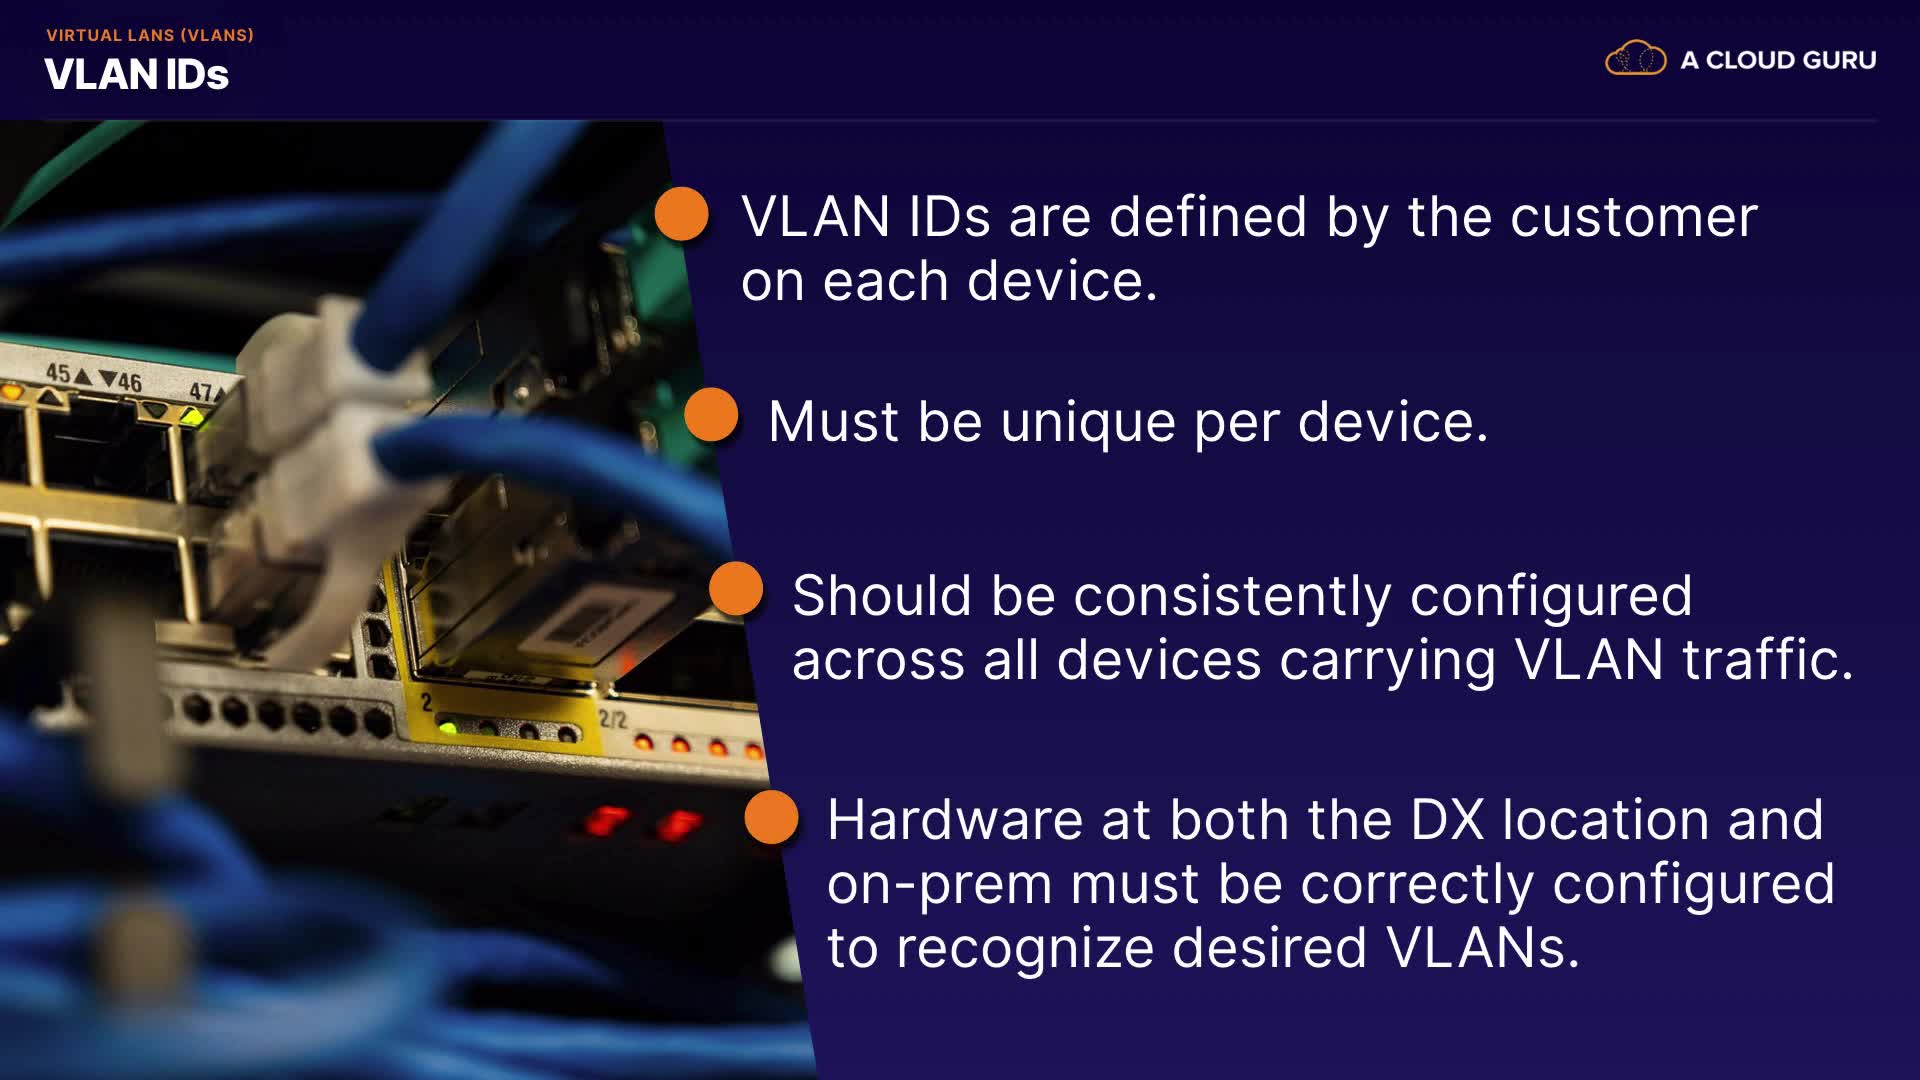 VIRTUAL LANS (VLANS)
VLAN IDs
A CLOUD GURU
VLAN IDs are defined by the customer
on each device.
Must be unique per device.
Should be consistently configured
across all devices carrying VLAN traffic.
Hardware at both the DX location and
on-prem must be correctly configured
to recognize desired VLANs.
45▲ ▼46
47▲
2
2/2